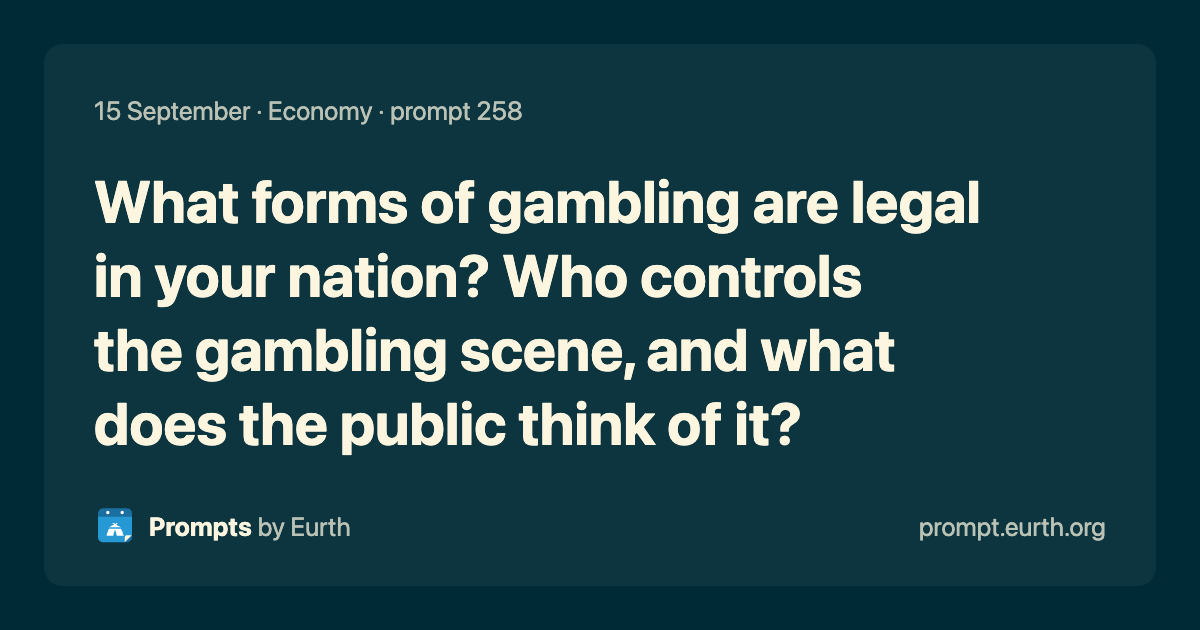 15 September · Economy · prompt 258
What forms of gambling are legal
in your nation? Who controls
the gambling scene, and what
does the public think of it?
Prompts by Eurth
prompt.eurth.org